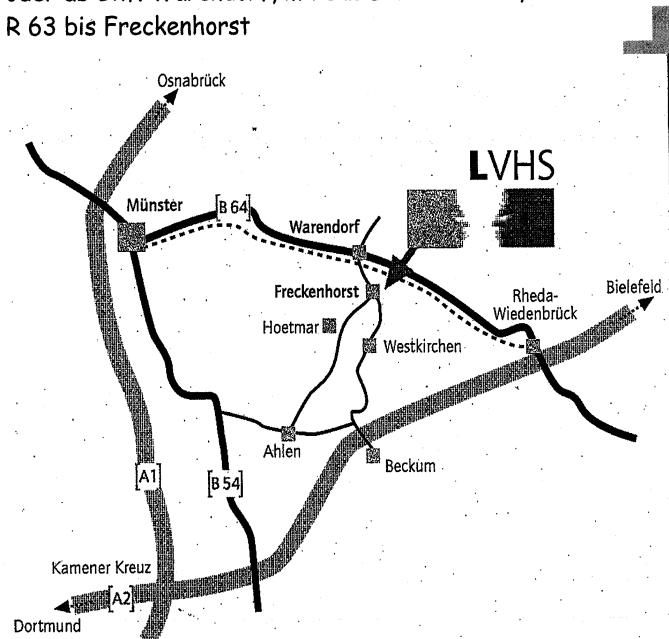 R 63 bis Freckenhorst
Osnabrück
LVHS
Münster
B 64
Warendorf
Freckenhorst
Rheda-
Wiedenbrück
Bielefeld
Hoetmar
Westkirchen
Ahlen
Beckum
A1
B 54
Kamener Kreuz
A2
Dortmund